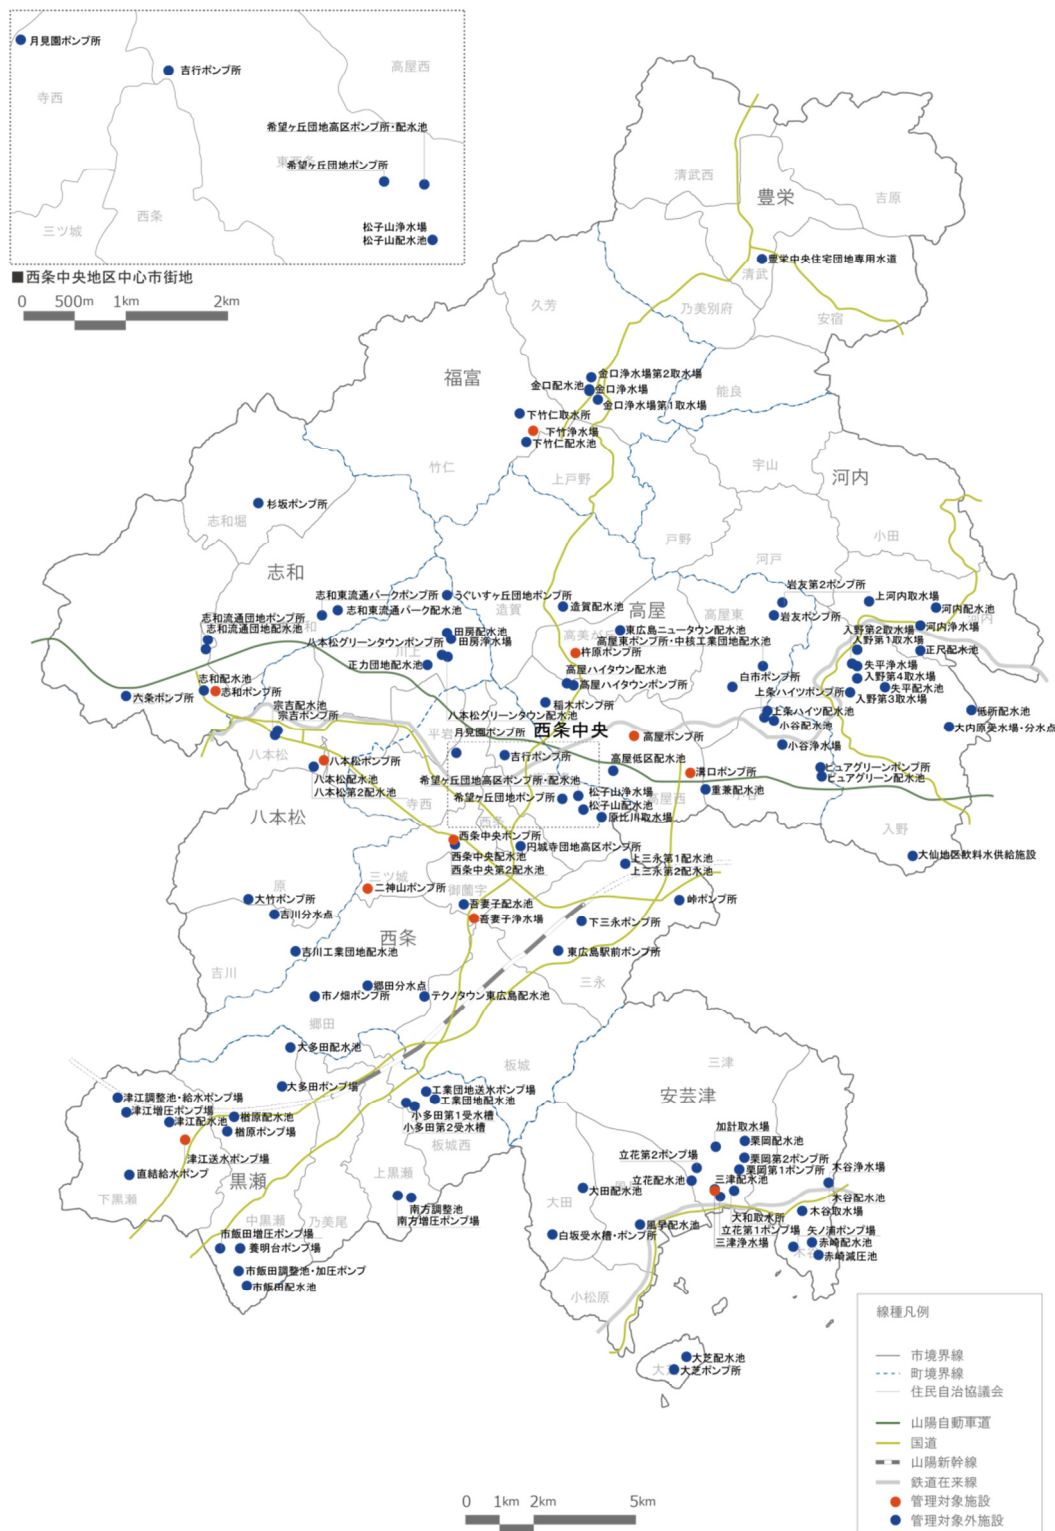 月見園ポンプ所
吉行ポンプ所
高屋西
寺西
希望ヶ丘団地高区ポンプ所・配水池
東西条
希望ヶ丘団地ポンプ所
西条
三ツ城
松子山浄水場
松子山配水池
■西条中央地区中心市街地
0 500m 1km 2km
清武西
豊栄
吉原
豊栄中央住宅団地専用水道
清武
久芳
乃美別府
安宿
福富
金口浄水場第2取水場
金口配水池
金口浄水場
金口浄水場第1取水場
能良
下竹仁取水所
下竹浄水場
下竹仁配水池
竹仁
上戸野
宇山
河内
杉坂ポンプ所
志和堀
戸野
小田
河戸
志和
志和東流通パークポンプ所
志和東流通パーク配水池
うぐいすヶ丘団地ポンプ所
造賀
造賀配水池
高屋
高屋東
岩友第2ポンプ所
岩友ポンプ所
上河内取水場
河内配水池
河内
河内浄水場
志和流通団地ポンプ所
志和流通団地配水池
八本松グリーンタウンポンプ所
川上
田房配水池
田房浄水場
正力団地配水池
高美が丘
東広島ニュータウン配水池
高屋東ポンプ所・中核工業団地配水池
杵原ポンプ所
入野第2取水場
入野第1取水場
正尺配水池
矢平浄水場
入野第4取水場
矢平配水池
入野第3取水場
志和配水池
志和ポンプ所
六条ポンプ所
高屋ハイタウン配水池
高屋ハイタウンポンプ所
白市ポンプ所
上条ハイツポンプ所
上条ハイツ配水池
小谷配水池
小谷浄水場
低所配水池
大内原受水場・分水点
宗吉配水池
宗吉ポンプ所
稲木ポンプ所
八本松グリーンタウン配水池
月見園ポンプ所
西条中央
平岩
八本松
高屋ポンプ所
吉行ポンプ所
高屋低区配水池
溝口ポンプ所
ピュアグリーンポンプ所
ピュアグリーン配水池
八本松ポンプ所
八本松配水池
八本松第2配水池
希望ヶ丘団地高区ポンプ所・配水池
希望ヶ丘団地ポンプ所
松子山浄水場
松子山配水池
原比川取水場
高屋西
重兼配水池
小谷
寺西
八本松
西条
入野
西条中央ポンプ所
西条中央配水池
西条中央第2配水池
円城寺団地高区ポンプ所
上三永第1配水池
上三永第2配水池
大仙地区飲料水供給施設
三ツ城
二神山ポンプ所
御薗宇
原
大竹ポンプ所
吉川分水点
吾妻子配水池
吾妻子浄水場
峠ポンプ所
下三永ポンプ所
西条
吉川工業団地配水池
東広島駅前ポンプ所
吉川
三永
郷田分水点
市ノ畑ポンプ所
テクノタウン東広島配水池
郷田
大多田配水池
板城
三津
大多田ポンプ場
工業団地送水ポンプ場
工業団地配水池
安芸津
津江調整池・給水ポンプ場
津江増圧ポンプ場
津江配水池
楢原配水池
楢原ポンプ場
小多田第1受水槽
小多田第2受水槽
板城西
加計取水場
栗岡配水池
津江送水ポンプ場
栗岡第2ポンプ所
栗岡第1ポンプ所
立花第2ポンプ場
立花配水池
三津配水池
木谷浄水場
直結給水ポンプ
黒瀬
上黒瀬
大田
大田配水池
木谷配水池
下黒瀬
南方調整池
南方増圧ポンプ場
木谷取水場
大和取水所
立花第1ポンプ場
三津浄水場
中黒瀬
乃美尾
風早配水池
白坂受水槽・ポンプ所
矢ノ浦ポンプ場
赤崎配水池
赤崎減圧池
木谷
市飯田増圧ポンプ場
養明台ポンプ場
市飯田調整池・加圧ポンプ
市飯田配水池
小松原
大芝配水池
大芝ポンプ所
線種凡例
市境界線
町境界線
住民自治協議会
山陽自動車道
国道
山陽新幹線
鉄道在来線
管理対象施設
管理対象外施設
0 1km 2km 5km